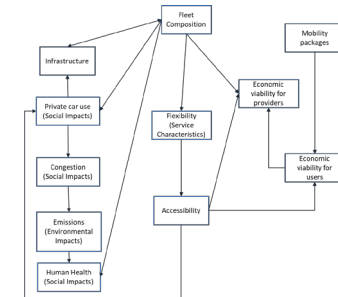 Fleet
Composition
Mobility
packages
Infrastructure
Economic
viability for
providers
Private car use
(Social Impacts)
Flexibility
(Service
Characteristics)
Congestion
(Social Impacts)
Economic
viability for
users
Accessibility
Emissions
(Environmental
Impacts)
Human Health
(Social Impacts)